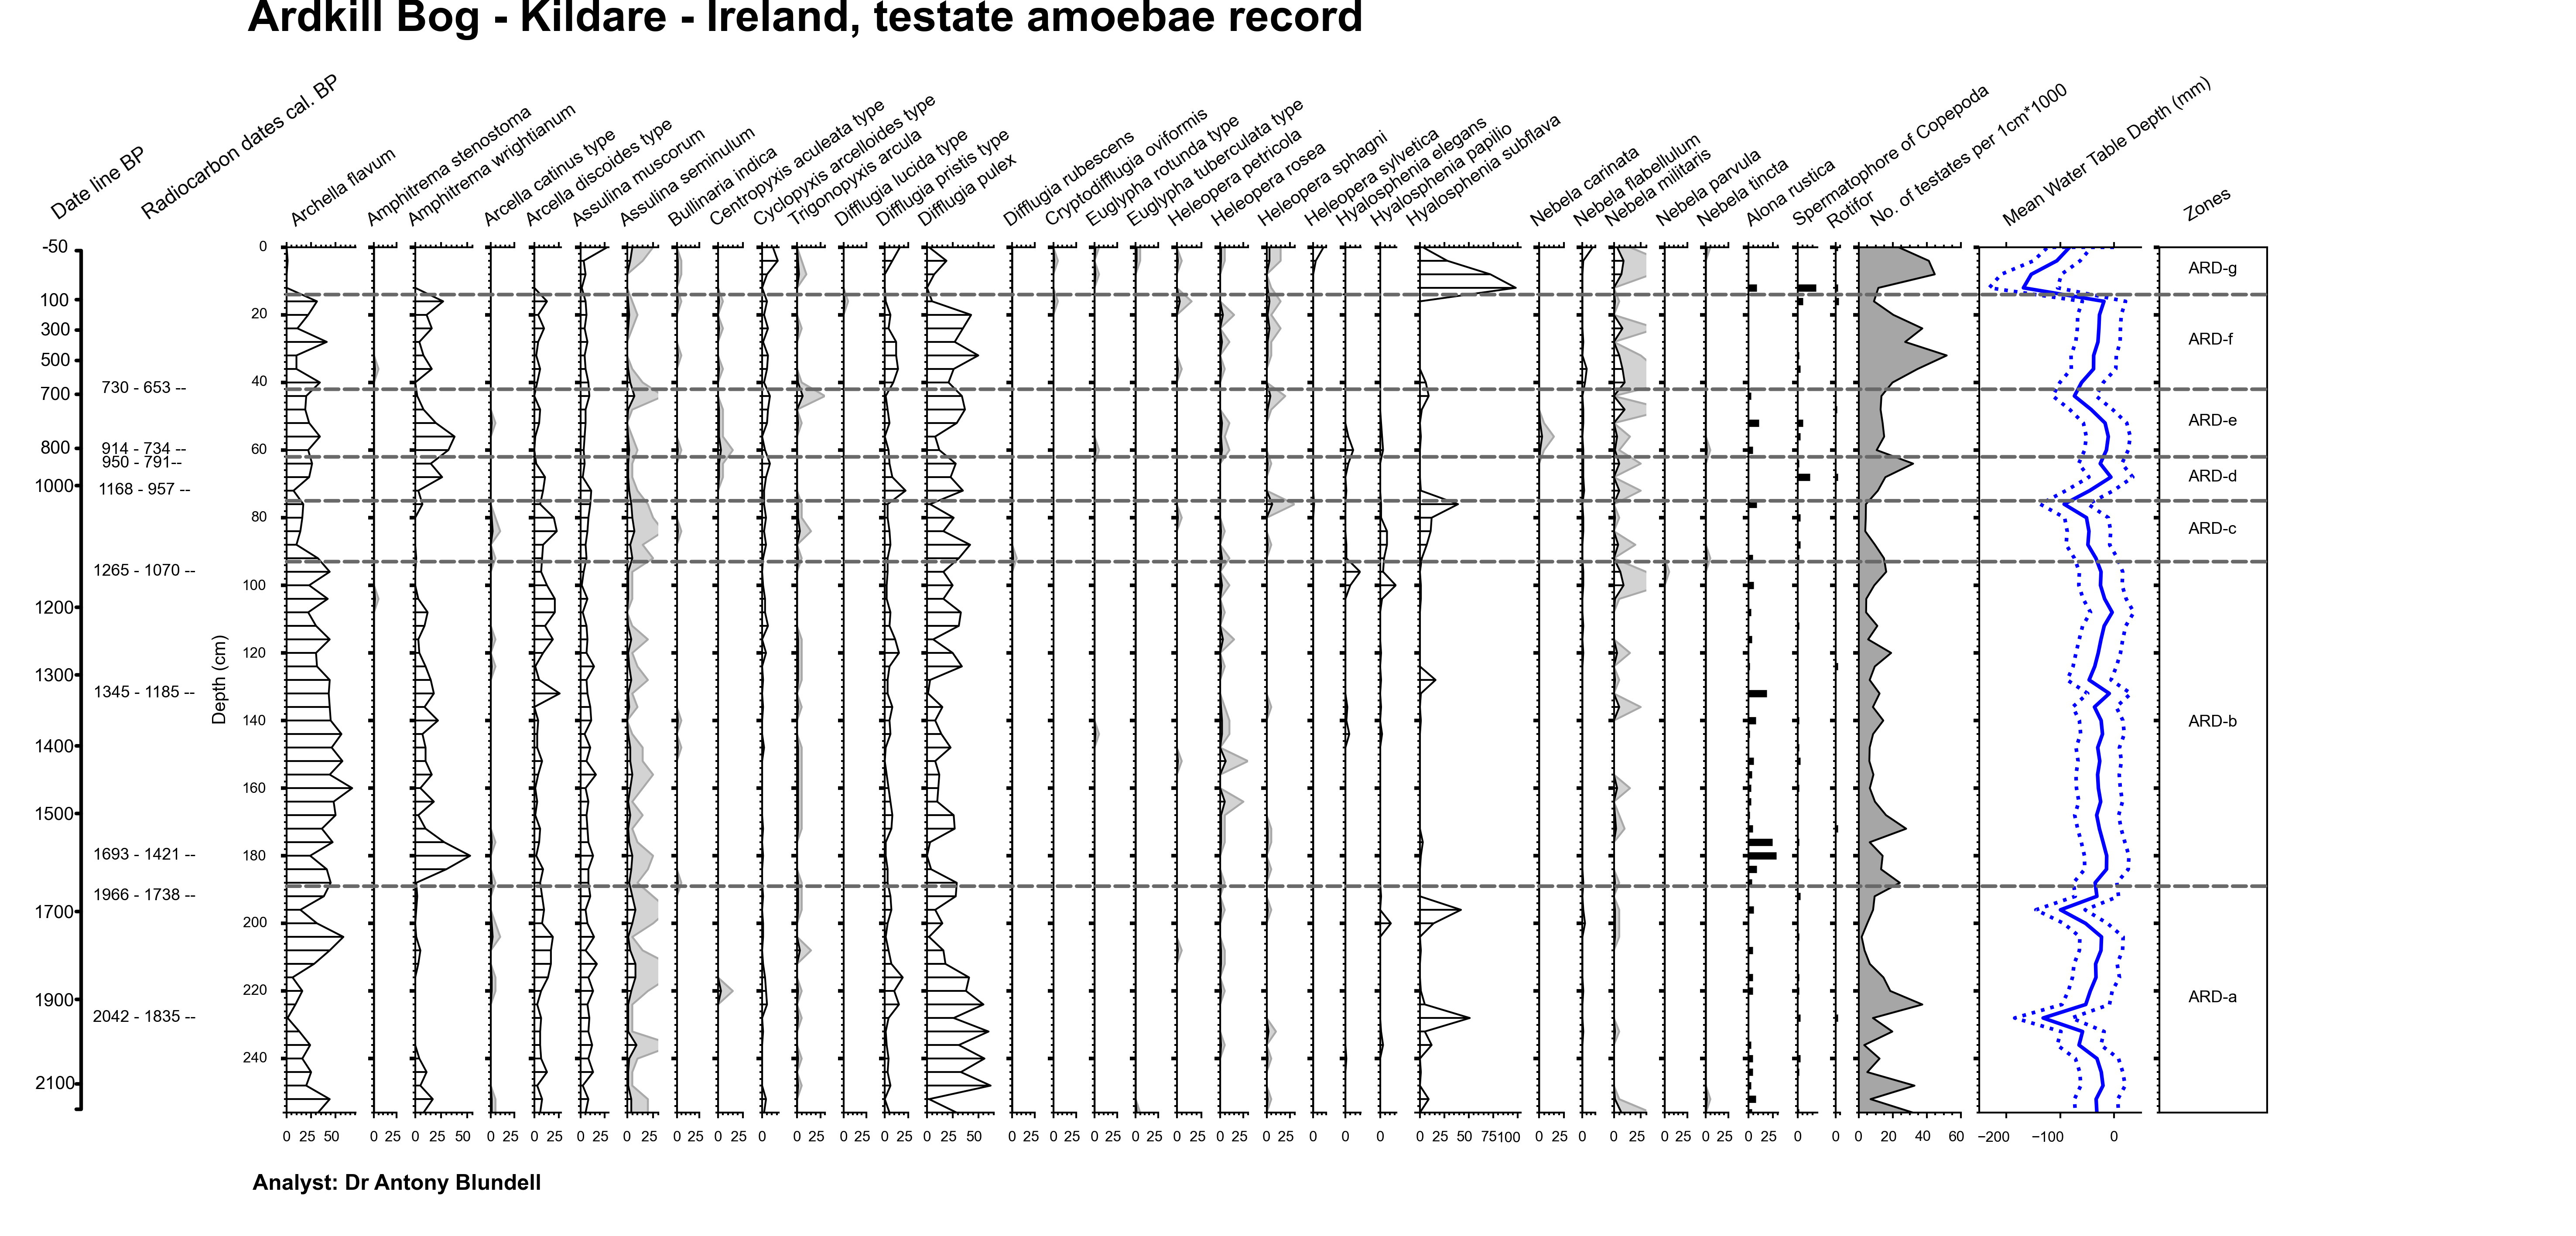 Ardkill Bog - Kildare - Ireland, testate amoebae record
Date line BP
Radiocarbon dates cal. BP
Archella flavum
Amphitrema stenostoma
Amphitrema wrightianum
Arcella catinus type
Arcella discoides type
Assulina muscorum
Assulina seminulum
Bullinaria indica
Centropyxis aculeata type
Cyclopyxis arcelloides type
Trigonopyxis arcula
Difflugia lucida type
Difflugia pristis type
Difflugia pulex
Difflugia rubescens
Cryptodifflugia oviformis
Euglypha rotunda type
Euglypha tuberculata type
Heleopera petricola
Heleopera rosea
Heleopera sphagni
Heleopera sylvetica
Hyalosphenia elegans
Hyalosphenia papilio
Hyalosphenia subflava
Nebela carinata
Nebela flabellulum
Nebela militaris
Nebela parvula
Nebela tincta
Alona rustica
Spermatophore of Copepoda
Rotifor
No. of testates per 1cm*1000
Mean Water Table Depth (mm)
Zones
-50
100
300
500
700
800
1000
1200
1300
1400
1500
1700
1900
2100
730 - 653 --
914 - 734 --
950 - 791--
1168 - 957 --
1265 - 1070 --
1345 - 1185 --
1693 - 1421 --
1966 - 1738 --
2042 - 1835 --
Depth (cm)
0
20
40
60
80
100
120
140
160
180
200
220
240
ARD-g
ARD-f
ARD-e
ARD-d
ARD-c
ARD-b
ARD-a
0 25 50 0 25 0 25 50 0 25 0 25 0 25 0 25 0 25 0 25 0 0 25 0 25 0 25 0 25 50 0 25 0 25 0 25 0 25 0 25 0 25 0 25 0 0 0 0 25 50 75 100 0 25 0 0 25 0 25 0 25 0 25 0 0 0 20 40 60 −200 −100 0
Analyst: Dr Antony Blundell